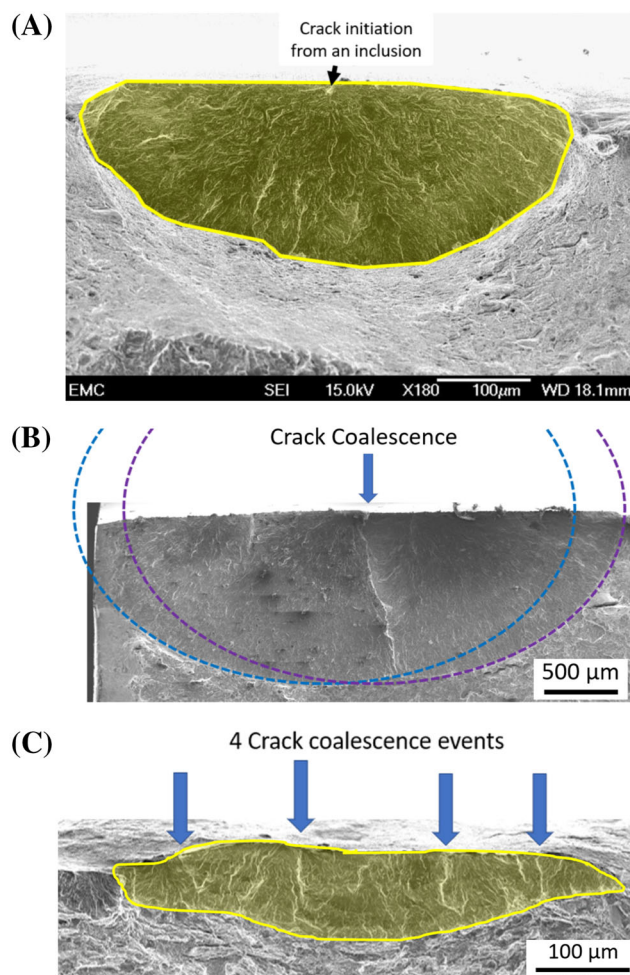 (A)
Crack initiation
from an inclusion
EMC SEI 15.0kV X180 100μm WD 18.1mm
(B)
Crack Coalescence
500 μm
(C)
4 Crack coalescence events
100 μm